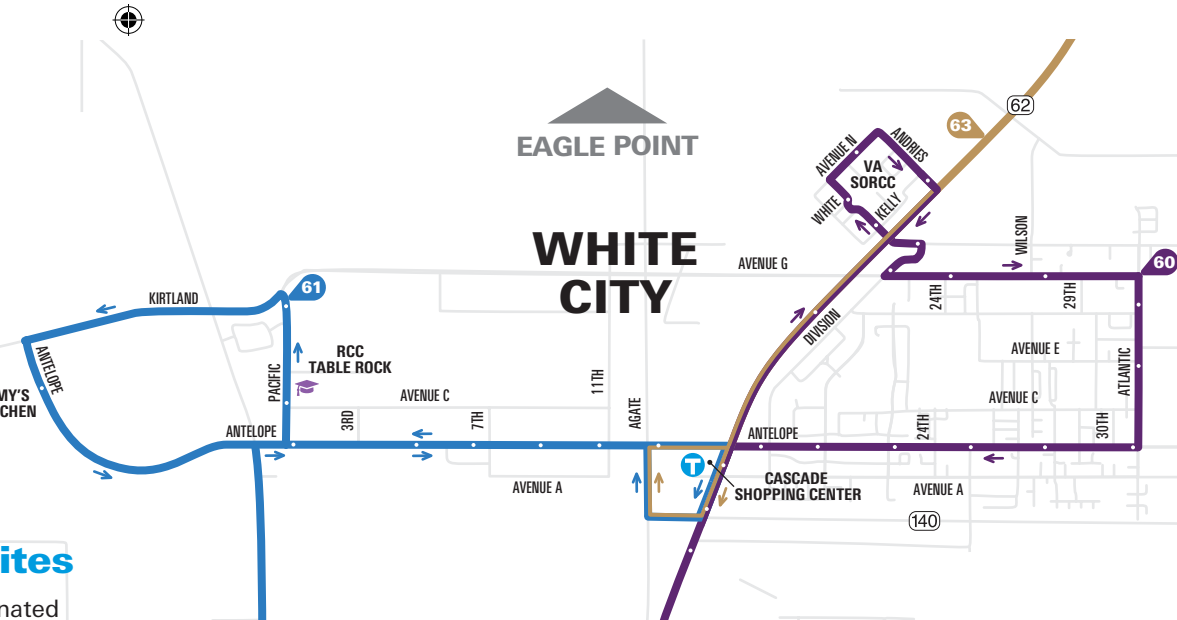 62
63
EAGLE POINT
AVENUE N
ANDRIES
VA
SORCC
WHITE
KELLY
WHITE
CITY
WILSON
AVENUE G
60
61
KIRTLAND
24TH
29TH
DIVISION
ANTELOPE
RCC
TABLE ROCK
AVENUE E
PACIFIC
ATLANTIC
11TH
MY'S
CHEN
AVENUE C
AVENUE C
3RD
7TH
AGATE
24TH
30TH
ANTELOPE
ANTELOPE
T
CASCADE
SHOPPING CENTER
AVENUE A
AVENUE A
140
ites
nated